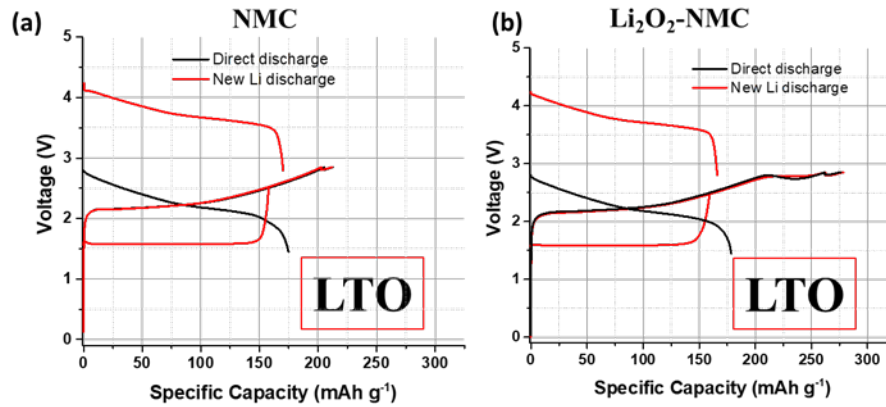 (a) NMC
Direct discharge
New Li discharge
Voltage (V)
5
4
3
2
1
0
LTO
0 50 100 150 200 250 300
Specific Capacity (mAh g⁻¹)
(b) Li₂O₂-NMC
Direct discharge
New Li discharge
Voltage (V)
5
4
3
2
1
0
LTO
0 50 100 150 200 250 300
Specific Capacity (mAh g⁻¹)